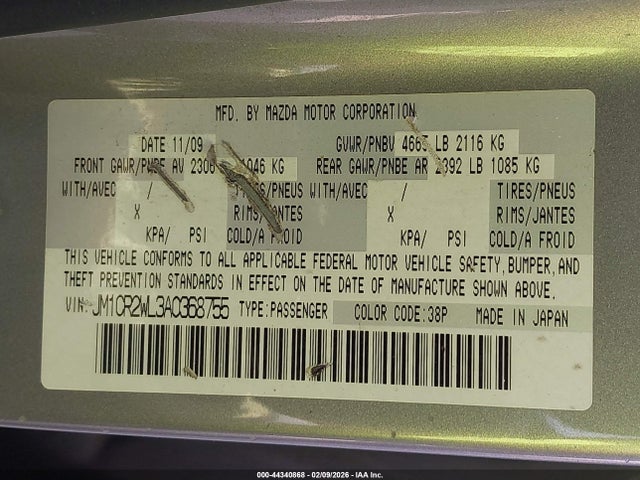 MFD. BY MAZDA MOTOR CORPORATION
DATE 11/09 GVWR/PNBV 4665 LB 2116 KG
FRONT GAWR/PNBE AV 2306 1046 KG REAR GAWR/PNBE AR 2392 LB 1085 KG
WITH/AVEC / TIRES/PNEUS WITH/AVEC / TIRES/PNEUS
X RIMS/JANTES X RIMS/JANTES
KPA/ PSI COLD/A FROID KPA/ PSI COLD/A FROID
THIS VEHICLE CONFORMS TO ALL APPLICABLE FEDERAL MOTOR VEHICLE SAFETY,BUMPER,AND
THEFT PREVENTION STANDARDS IN EFFECT ON THE DATE OF MANUFACTURE SHOWN ABOVE.
VIN: JM1CR2WL3A0368755 TYPE:PASSENGER COLOR CODE:38P MADE IN JAPAN
000-44340868 - 02/09/2026 - IAA Inc.